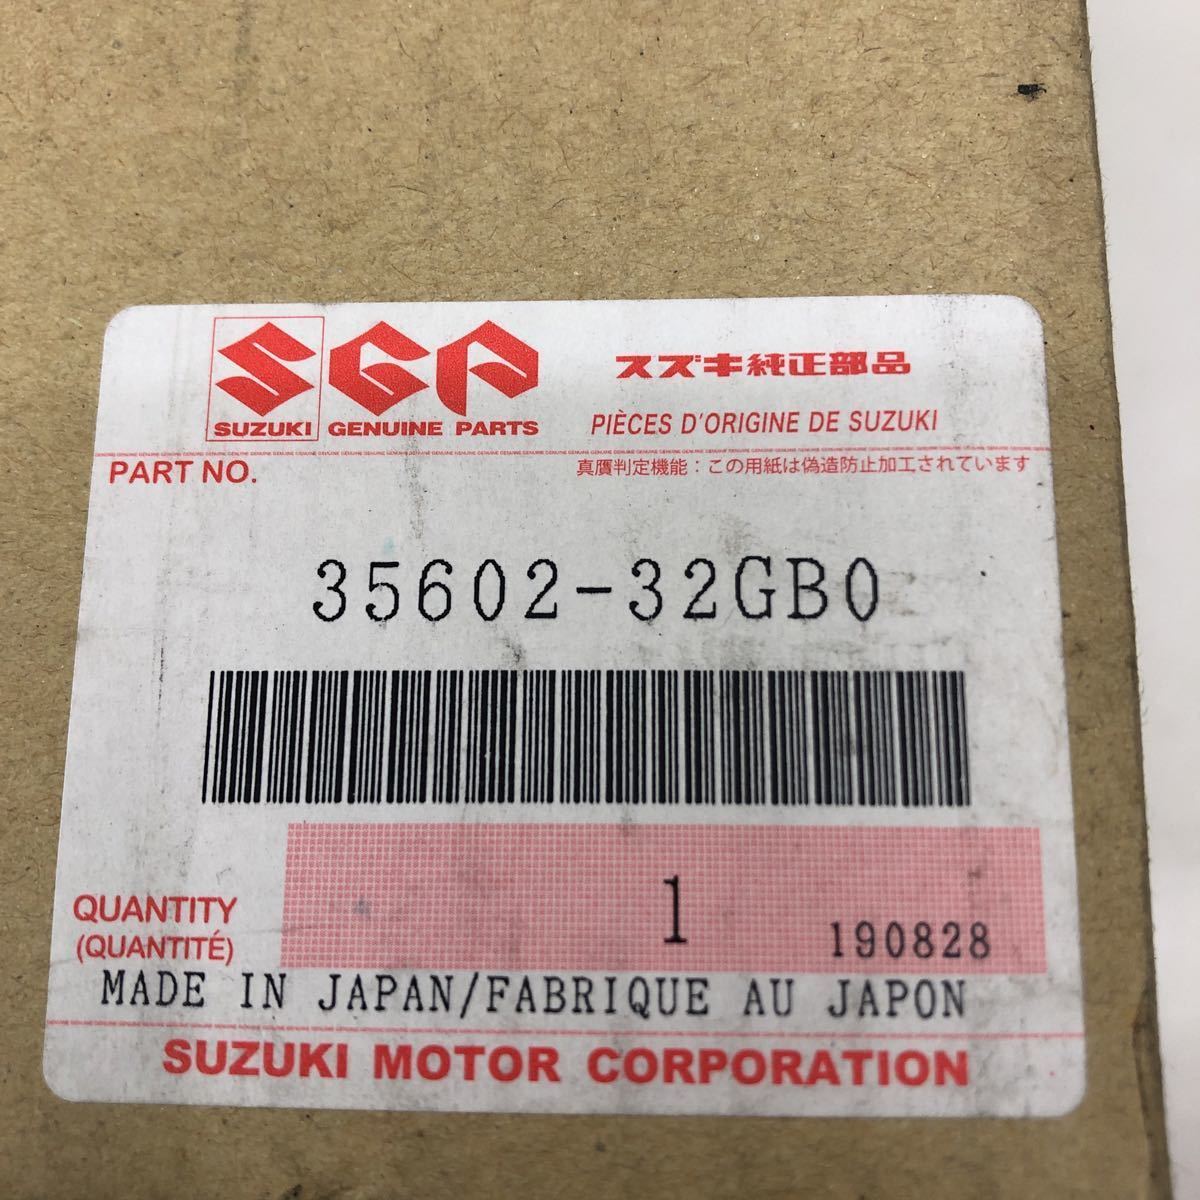 SGP
スズキ純正部品
SUZUKI GENUINE PARTS
PIÈCES D'ORIGINE DE SUZUKI
PART NO.
真贋判定機能：この用紙は偽造防止加工されています
35602-32GB0
QUANTITY
(QUANTITÉ)
1
190828
MADE IN JAPAN/FABRIQUE AU JAPON
SUZUKI MOTOR CORPORATION